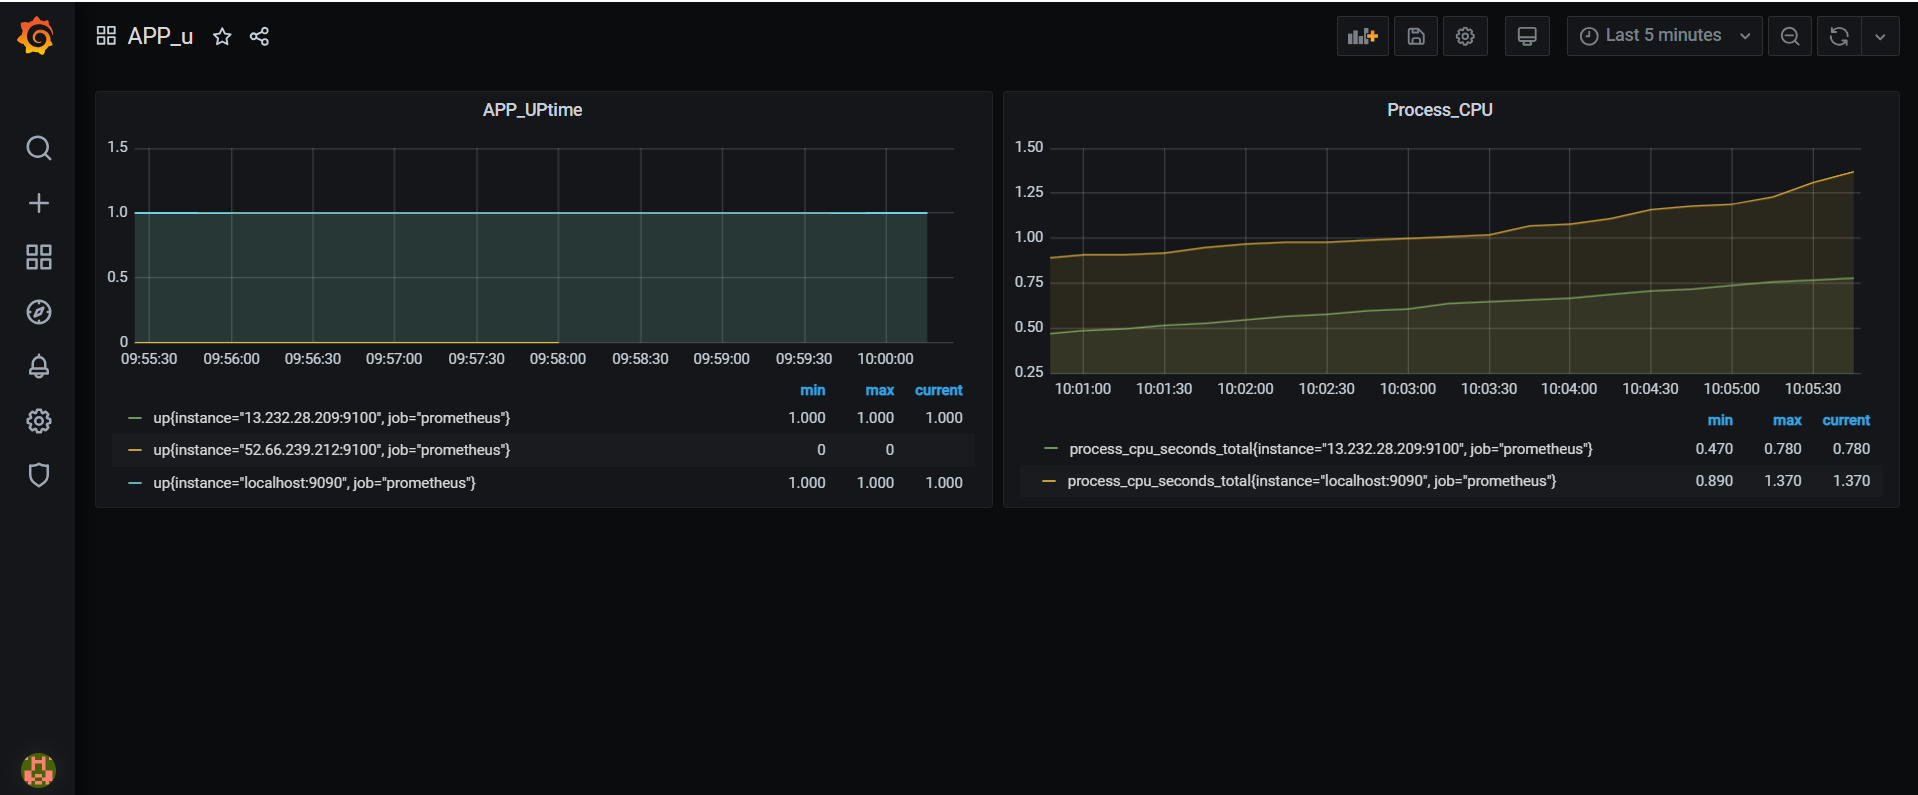 APP_u
Last 5 minutes
APP_UPtime
1.5
1.0
0.5
0
09:55:30 09:56:00 09:56:30 09:57:00 09:57:30 09:58:00 09:58:30 09:59:00 09:59:30 10:00:00
min max current
up{instance="13.232.28.209:9100", job="prometheus"} 1.000 1.000 1.000
up{instance="52.66.239.212:9100", job="prometheus"} 0 0
up{instance="localhost:9090", job="prometheus"} 1.000 1.000 1.000
Process_CPU
1.50
1.25
1.00
0.75
0.50
0.25
10:01:00 10:01:30 10:02:00 10:02:30 10:03:00 10:03:30 10:04:00 10:04:30 10:05:00 10:05:30
min max current
process_cpu_seconds_total{instance="13.232.28.209:9100", job="prometheus"} 0.470 0.780 0.780
process_cpu_seconds_total{instance="localhost:9090", job="prometheus"} 0.890 1.370 1.370